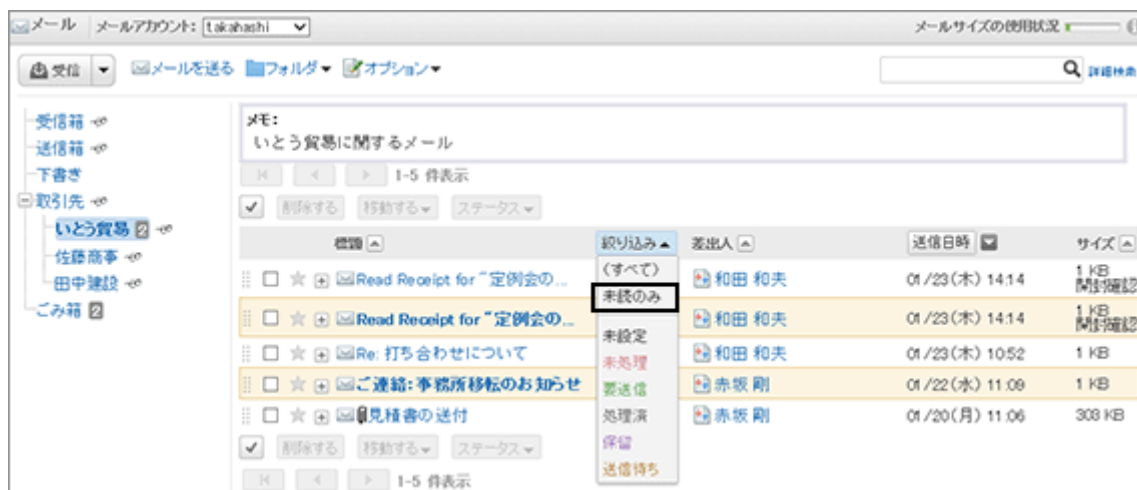 メール メールアカウント: takahashi メールサイズの使用状況
受信 メールを送る フォルダ オプション 詳細検索
受信箱
送信箱
下書き
取引先
いとう貿易 2
佐藤商事
田中建設
ごみ箱 2
メモ:
いとう貿易に関するメール
1-5 件表示
削除する 移動する ステータス
標題 絞り込み 差出人 送信日時 サイズ
Read Receipt for "定例会の... 和田 和夫 01/23(木) 14:14 1 KB
開封確認
Read Receipt for "定例会の... 和田 和夫 01/23(木) 14:14 1 KB
開封確認
Re: 打ち合わせについて 和田 和夫 01/23(木) 10:52 1 KB
ご連絡:事務所移転のお知らせ 赤坂 剛 01/22(水) 11:09 1 KB
見積書の送付 赤坂 剛 01/20(月) 11:06 303 KB
(すべて)
未読のみ
未設定
未処理
要送信
処理済
保留
送信待ち
削除する 移動する ステータス
1-5 件表示